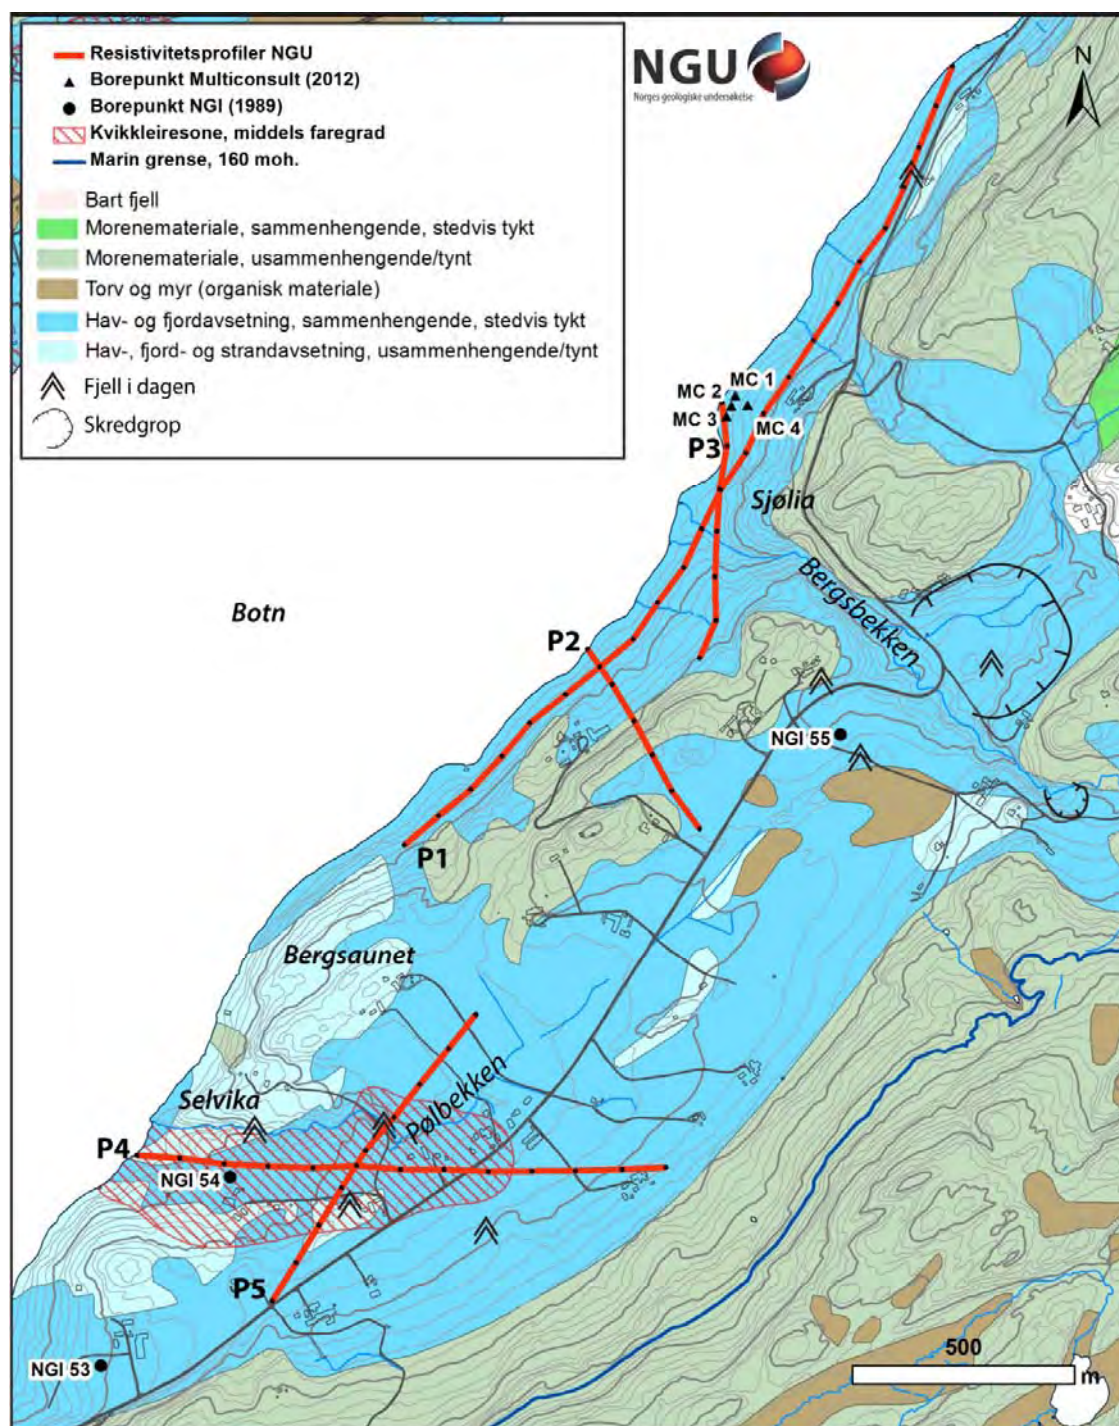 Resistivitetsprofiler NGU
Borepunkt Multiconsult (2012)
Borepunkt NGI (1989)
Kvikkleiresone, middels faregrad
Marin grense, 160 moh.
Bart fjell
Morenemateriale, sammenhengende, stedvis tykt
Morenemateriale, usammenhengende/tynt
Torv og myr (organisk materiale)
Hav- og fjordavsetning, sammenhengende, stedvis tykt
Hav-, fjord- og strandavsetning, usammenhengende/tynt
Fjell i dagen
Skredgrop
NGU
Norges geologiske undersøkelse
N
MC 1
MC 2
MC 3
MC 4
P3
Sjølia
Bergsbekken
Botn
P2
NGI 55
P1
Bergsaunet
Pølbekken
Selvika
P4
NGI 54
P5
NGI 53
500
m